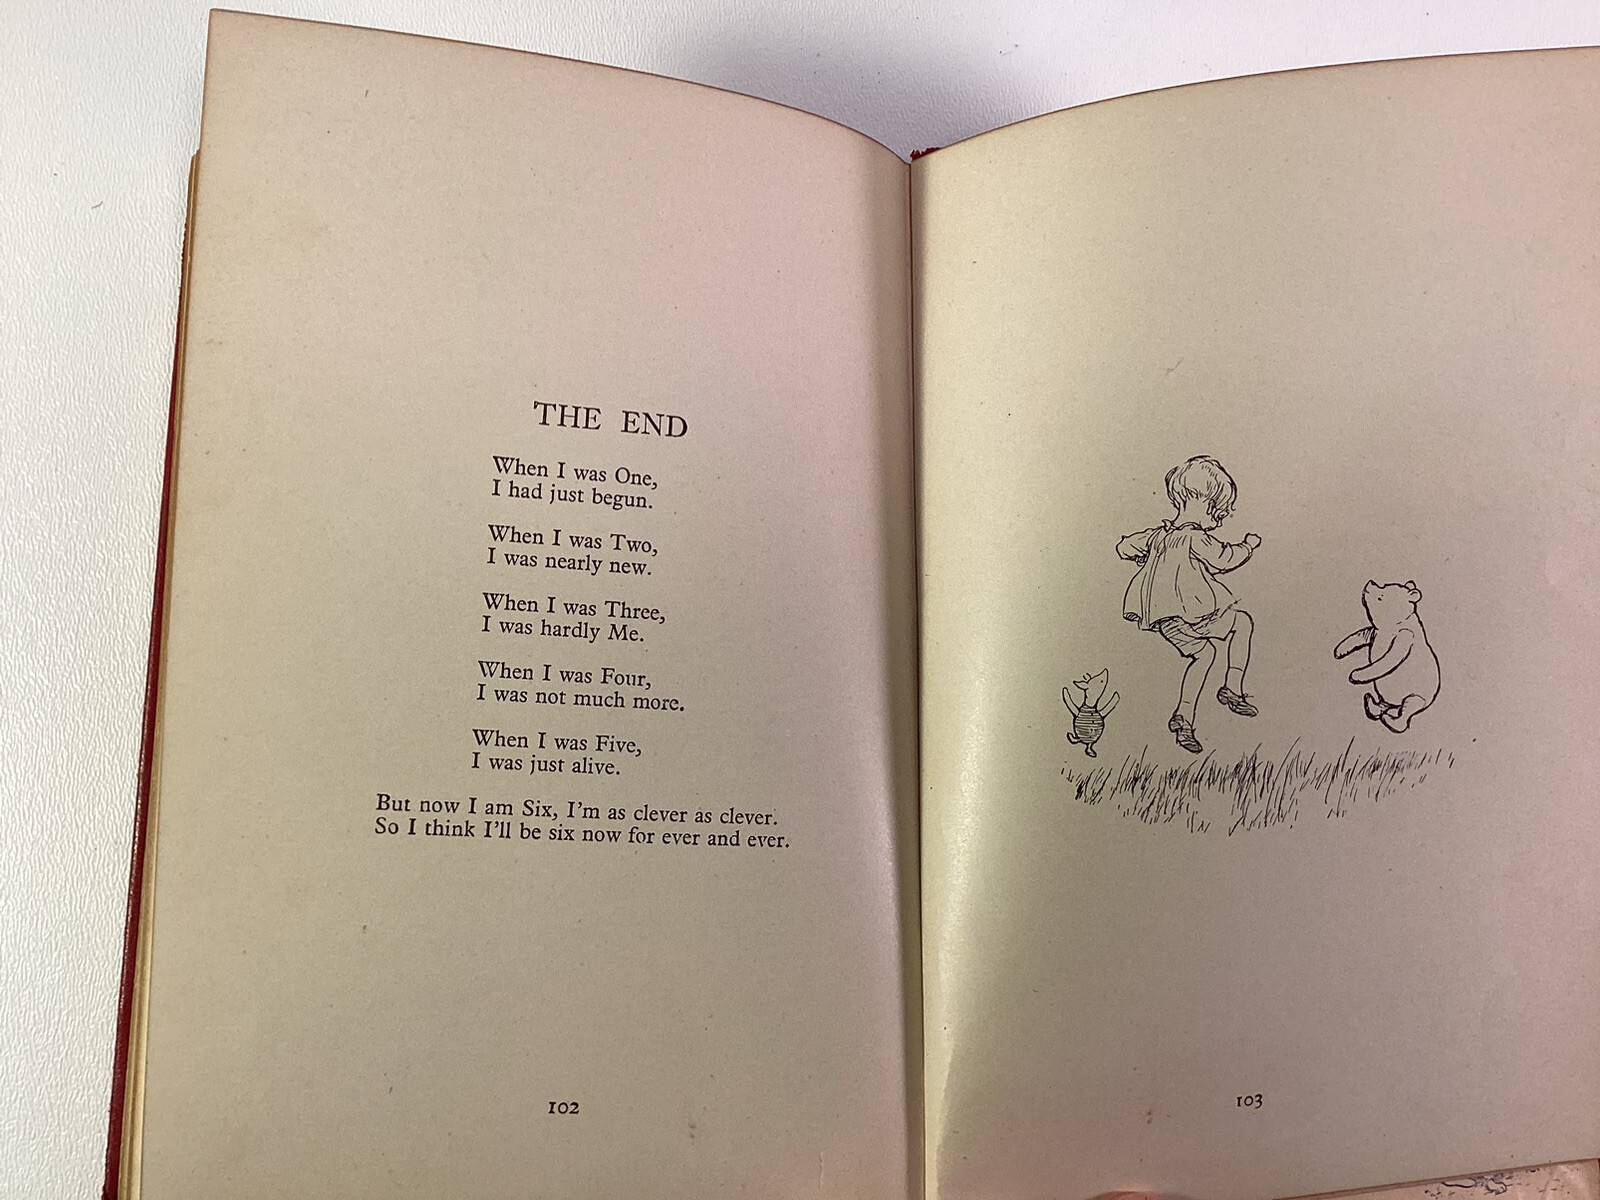 THE END
When I was One,
I had just begun.
When I was Two,
I was nearly new.
When I was Three,
I was hardly Me.
When I was Four,
I was not much more.
When I was Five,
I was just alive.
But now I am Six, I'm as clever as clever.
So I think I'll be six now for ever and ever.
102
103